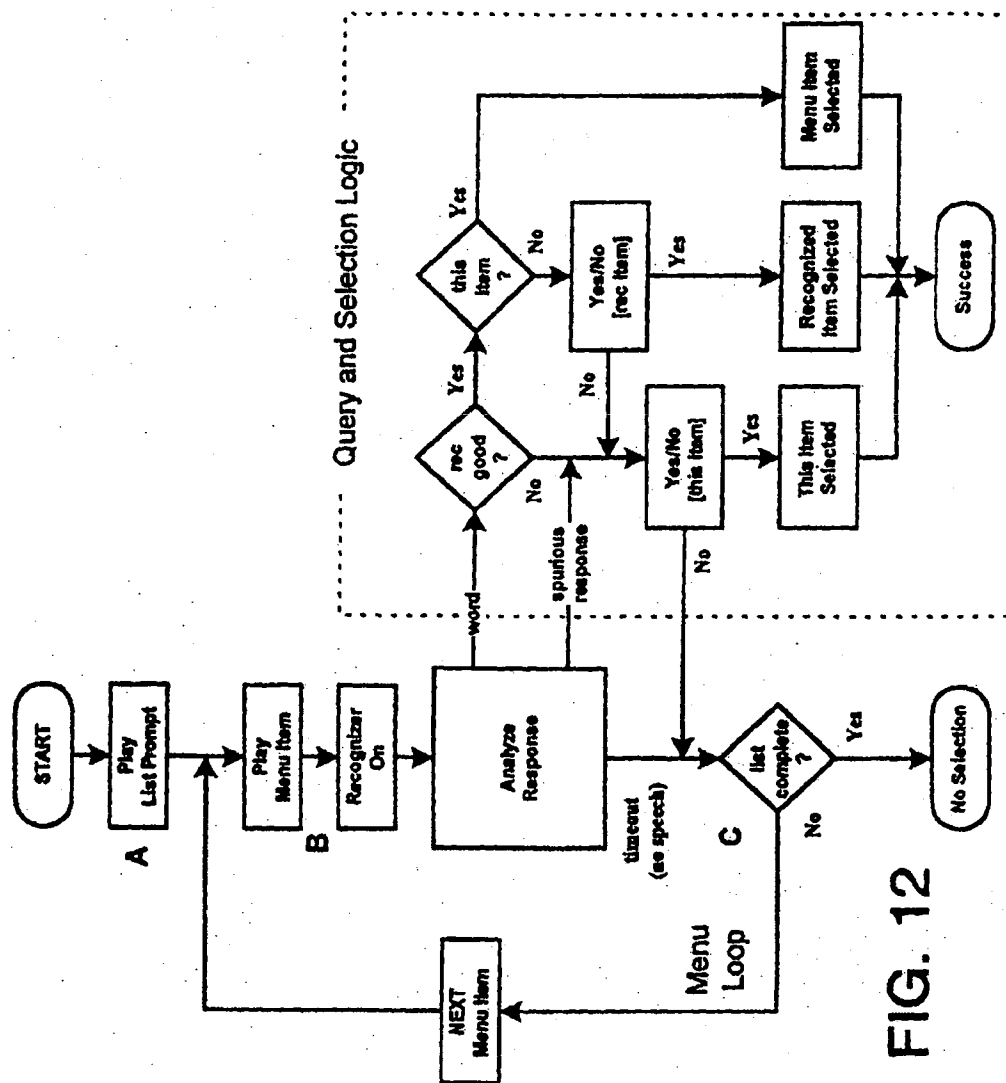 START
A
Play
List Prompt
B
Play
Menu Item
Recognizer
On
Analyze
Response
timeout
(no speech)
C
list
complete
?
No
Yes
No Selection
Menu
Loop
NEXT
Menu Item
Query and Selection Logic
word
spurious
response
rec
good
?
Yes
No
this
item
?
Yes
No
Yes/No
[rec item]
No
Yes
Yes/No
[this item]
No
Yes
This Item
Selected
Recognized
Item Selected
Menu Item
Selected
Success
FIG. 12